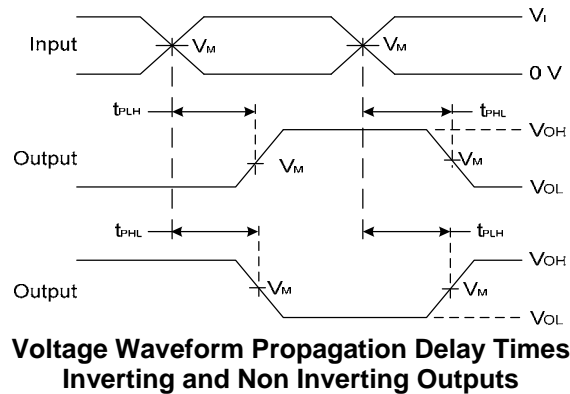 VI
Input
VM
VM
0 V
tPLH
tPHL
VOH
Output
VM
VM
VOL
tPHL
tPLH
VOH
Output
VM
VM
VOL
Voltage Waveform Propagation Delay Times
Inverting and Non Inverting Outputs